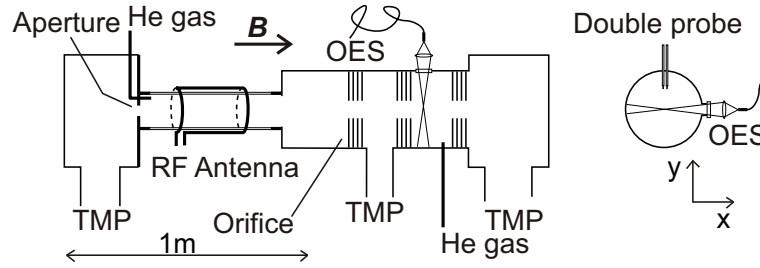 Aperture
He gas
B
OES
Double probe
RF Antenna
OES
TMP
Orifice
TMP
He gas
TMP
1m
y
x